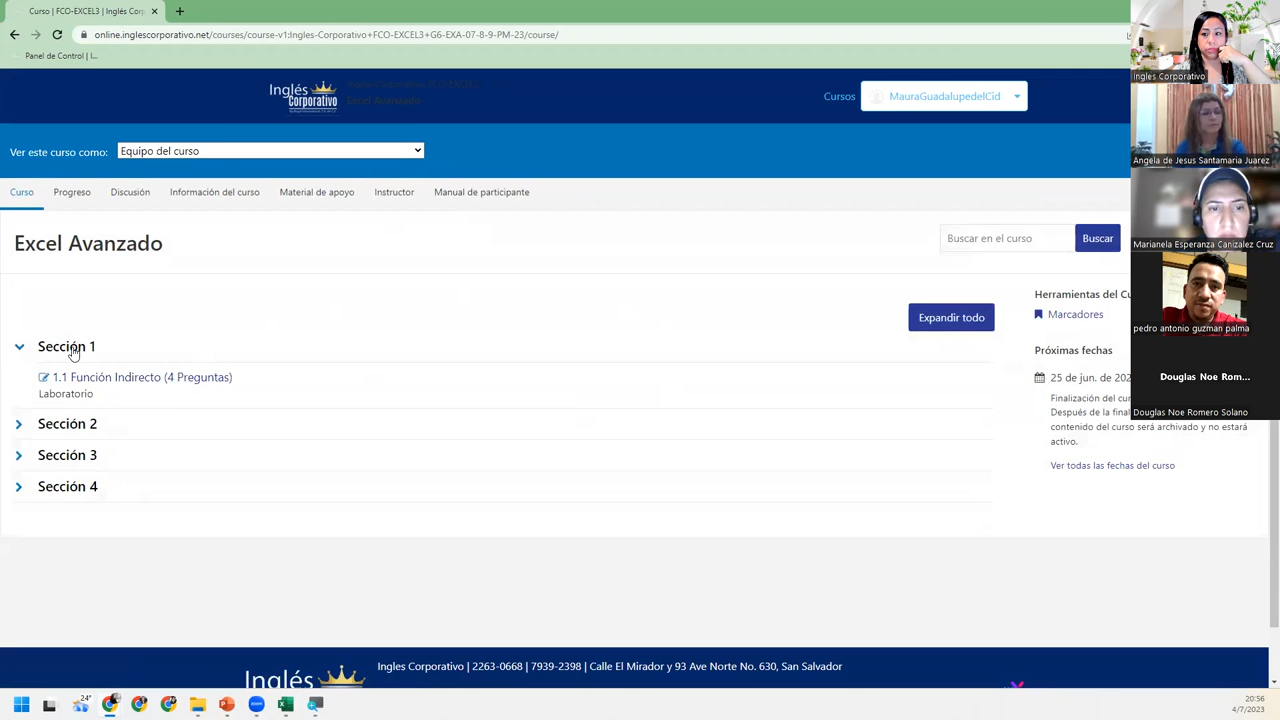 Curso | FCO-EXCEL3 | Inglés Corp
online.inglescorporativo.net/courses/course-v1:Ingles-Corporativo+FCO-EXCEL3+G6-EXA-07-8-9-PM-23/course/
Panel de Control | I...
Inglés
Corporativo
Ingles Corporativo | FCO-EXCEL3
Excel Avanzado
Cursos
MauraGuadalupedelCid
Ver este curso como:
Equipo del curso
Curso
Progreso
Discusión
Información del curso
Material de apoyo
Instructor
Manual de participante
Excel Avanzado
Buscar en el curso
Buscar
Expandir todo
Sección 1
1.1 Función Indirecto (4 Preguntas)
Laboratorio
Sección 2
Sección 3
Sección 4
Herramientas del Cu
Marcadores
Próximas fechas
25 de jun. de 202
Finalización del cur
Después de la final
contenido del curso será archivado y no estará
activo.
Ver todas las fechas del curso
Ingles Corporativo
Angela de Jesus Santamaria Juarez
Marianela Esperanza Canizalez Cruz
pedro antonio guzman palma
Douglas Noe Rom...
Douglas Noe Romero Solano
Inglés
Ingles Corporativo | 2263-0668 | 7939-2398 | Calle El Mirador y 93 Ave Norte No. 630, San Salvador
24°
20:56
4/7/2023